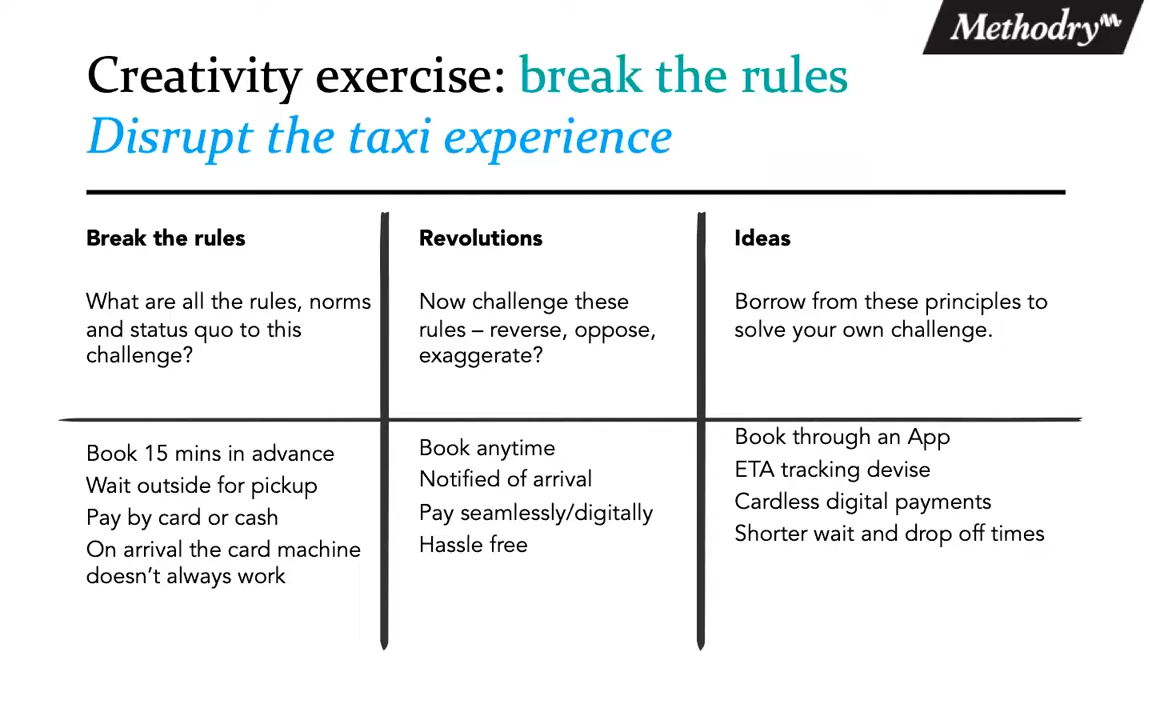 Methodry
Creativity exercise: break the rules
Disrupt the taxi experience
Break the rules
What are all the rules, norms
and status quo to this
challenge?
Book 15 mins in advance
Wait outside for pickup
Pay by card or cash
On arrival the card machine
doesn’t always work
Revolutions
Now challenge these
rules – reverse, oppose,
exaggerate?
Book anytime
Notified of arrival
Pay seamlessly/digitally
Hassle free
Ideas
Borrow from these principles to
solve your own challenge.
Book through an App
ETA tracking devise
Cardless digital payments
Shorter wait and drop off times